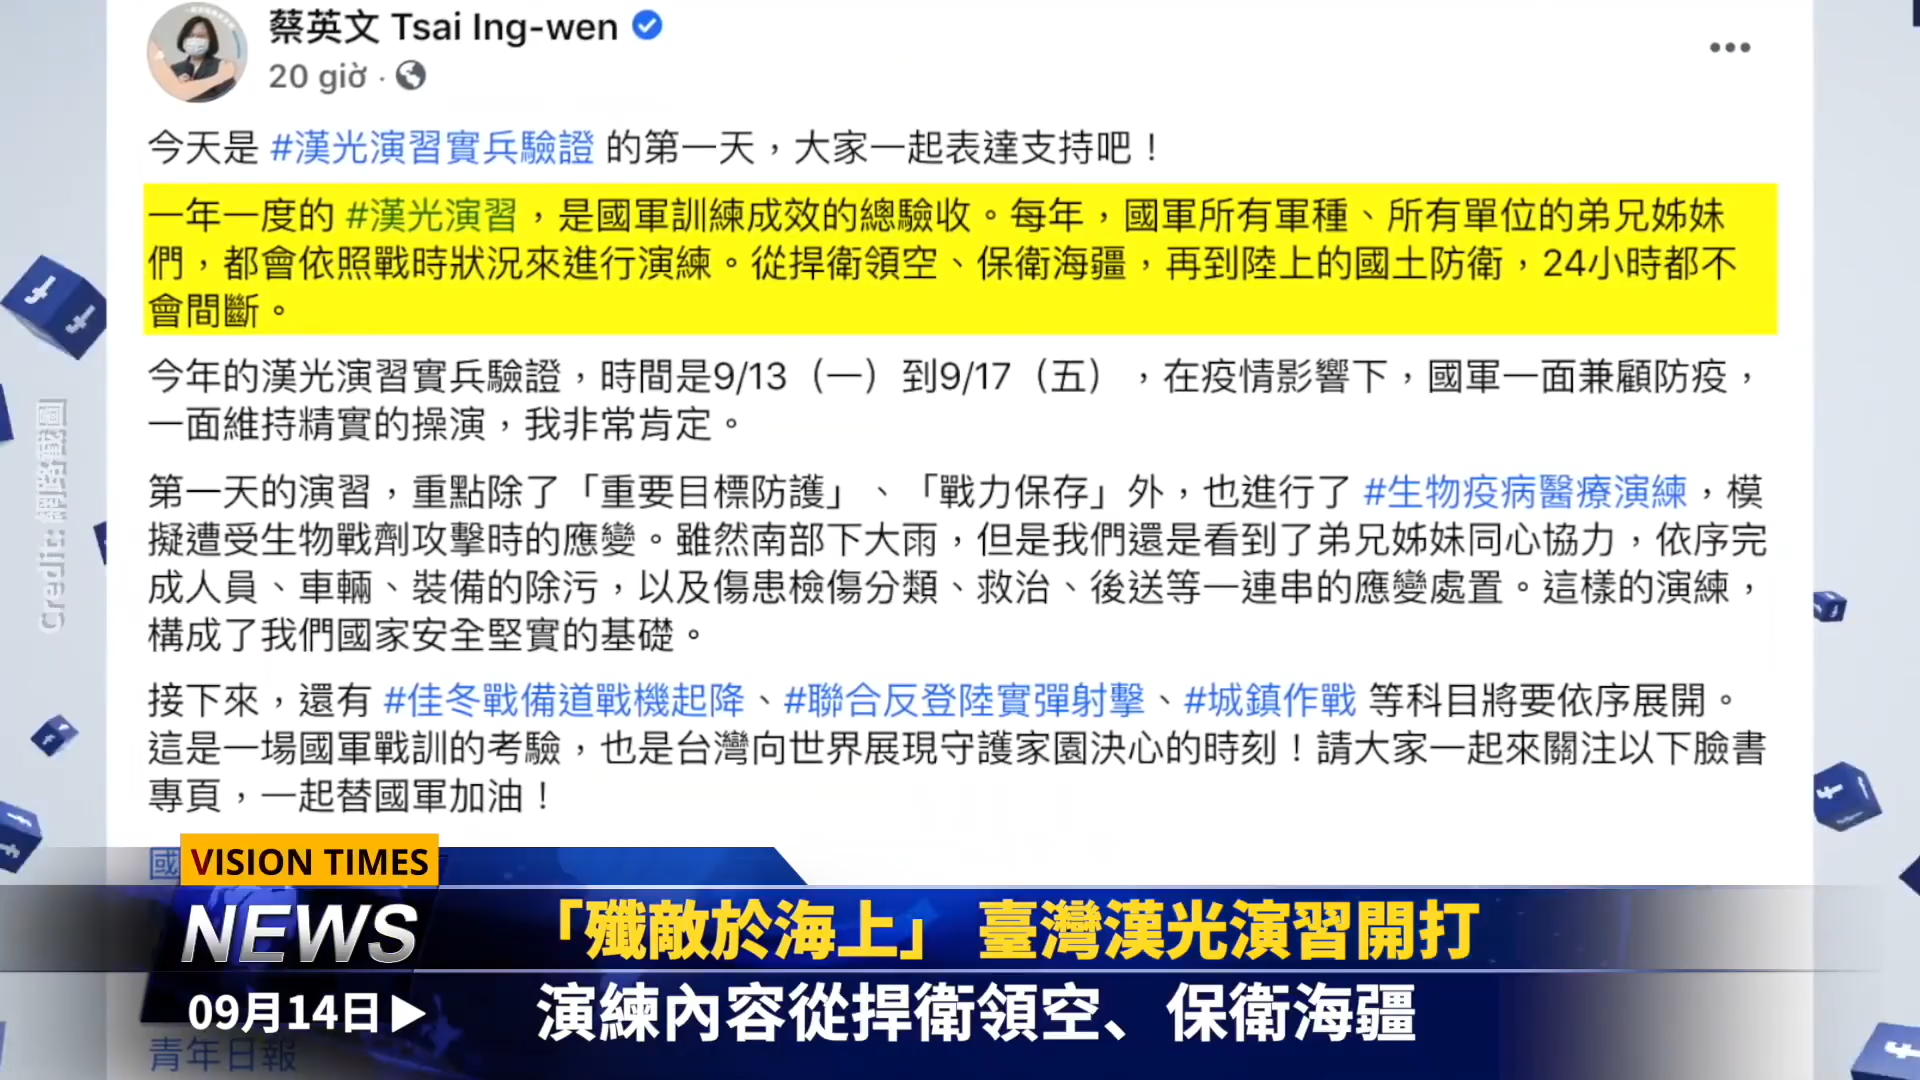 蔡英文 Tsai Ing-wen
20 giờ ·
今天是 #漢光演習實兵驗證 的第一天，大家一起表達支持吧！
一年一度的 #漢光演習，是國軍訓練成效的總驗收。每年，國軍所有軍種、所有單位的弟兄姊妹
們，都會依照戰時狀況來進行演練。從捍衛領空、保衛海疆，再到陸上的國土防衛，24小時都不
會間斷。
今年的漢光演習實兵驗證，時間是9/13（一）到9/17（五），在疫情影響下，國軍一面兼顧防疫，
一面維持精實的操演，我非常肯定。
第一天的演習，重點除了「重要目標防護」、「戰力保存」外，也進行了 #生物疫病醫療演練，模
擬遭受生物戰劑攻擊時的應變。雖然南部下大雨，但是我們還是看到了弟兄姊妹同心協力，依序完
成人員、車輛、裝備的除污，以及傷患檢傷分類、救治、後送等一連串的應變處置。這樣的演練，
構成了我們國家安全堅實的基礎。
接下來，還有 #佳冬戰備道戰機起降、#聯合反登陸實彈射擊、#城鎮作戰 等科目將要依序展開。
這是一場國軍戰訓的考驗，也是台灣向世界展現守護家園決心的時刻！請大家一起來關注以下臉書
專頁，一起替國軍加油！
國
Credit:網路截圖
VISION TIMES
NEWS
「殲敵於海上」 臺灣漢光演習開打
09月14日▶
演練內容從捍衛領空、保衛海疆
青年日報